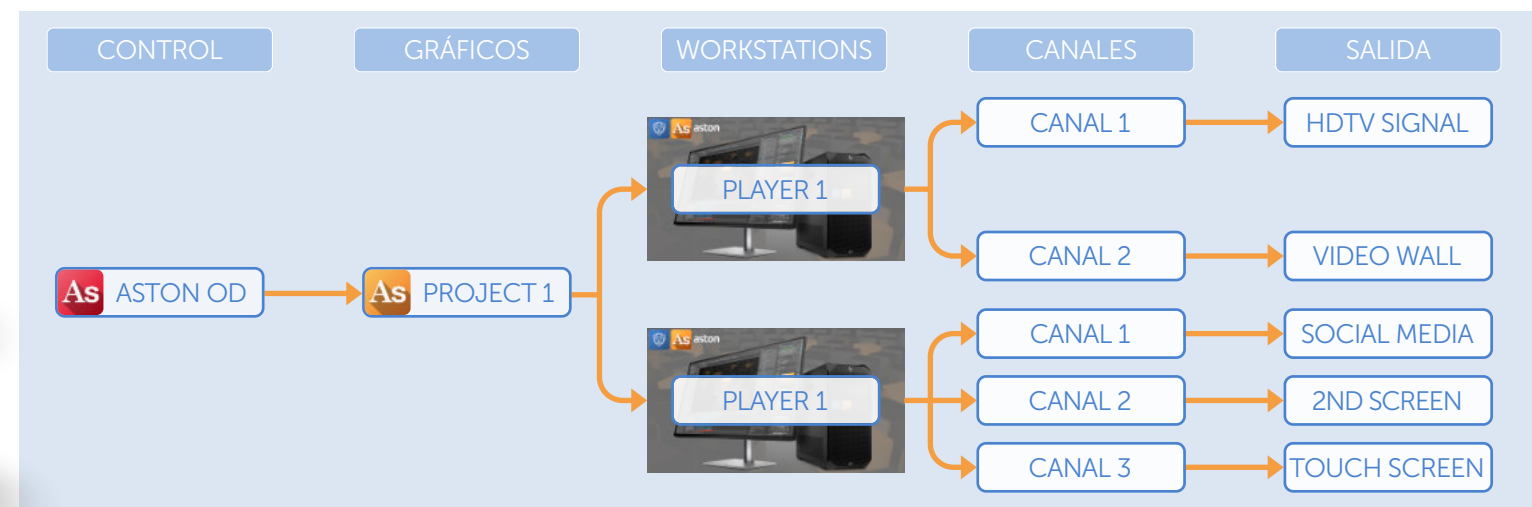 CONTROL
GRÁFICOS
WORKSTATIONS
CANALES
SALIDA
As ASTON OD
As PROJECT 1
As aston
PLAYER 1
CANAL 1
HDTV SIGNAL
CANAL 2
VIDEO WALL
As aston
PLAYER 1
CANAL 1
SOCIAL MEDIA
CANAL 2
2ND SCREEN
CANAL 3
TOUCH SCREEN